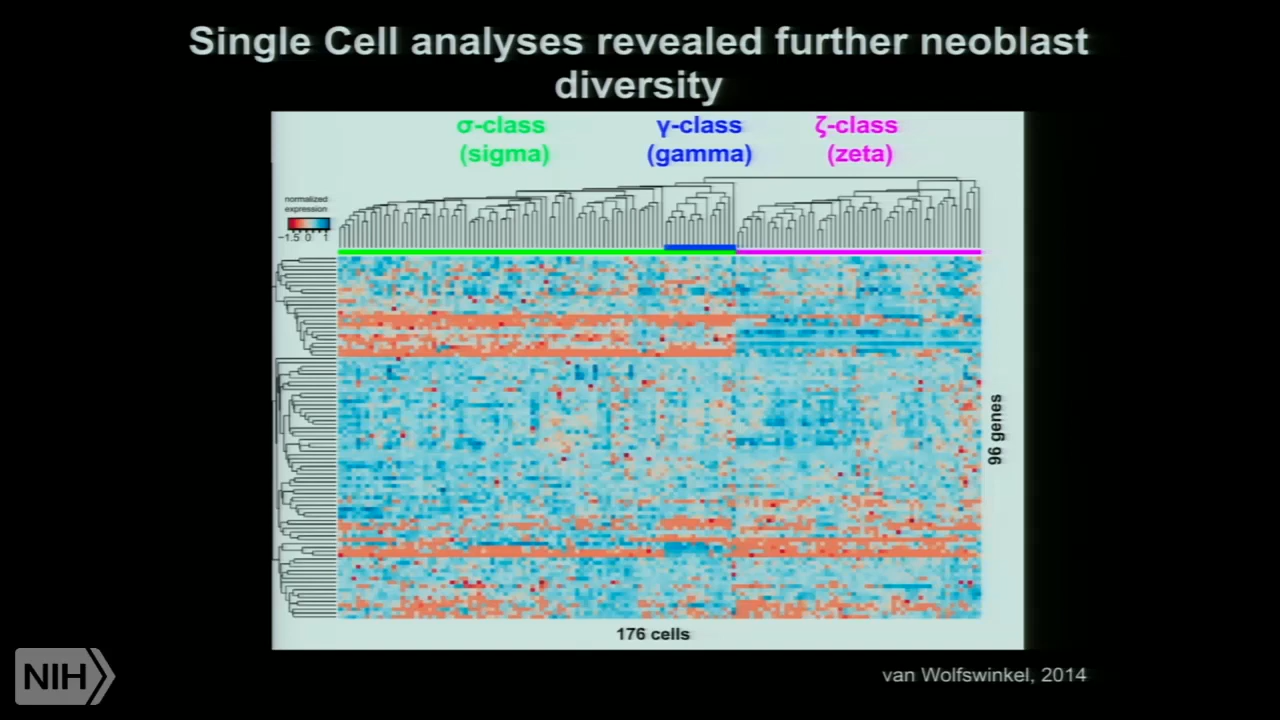 Single Cell analyses revealed further neoblast
diversity
σ-class
(sigma)
γ-class
(gamma)
ζ-class
(zeta)
normalized
expression
−1.5 0 1
96 genes
176 cells
van Wolfswinkel, 2014
NIH